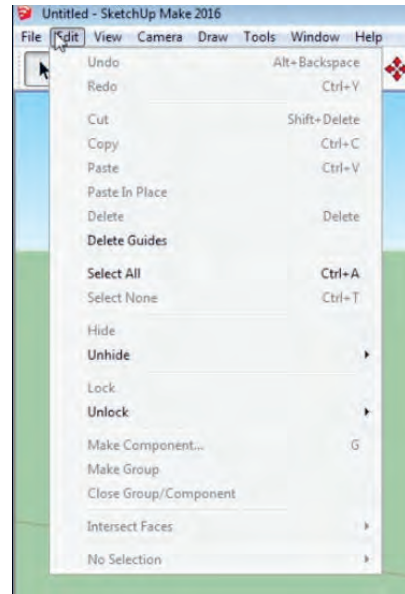 Untitled - SketchUp Make 2016
File Edit View Camera Draw Tools Window Help
Undo Alt+Backspace
Redo Ctrl+Y
Cut Shift+Delete
Copy Ctrl+C
Paste Ctrl+V
Paste In Place
Delete Delete
Delete Guides
Select All Ctrl+A
Select None Ctrl+T
Hide
Unhide
Lock
Unlock
Make Component... G
Make Group
Close Group/Component
Intersect Faces
No Selection